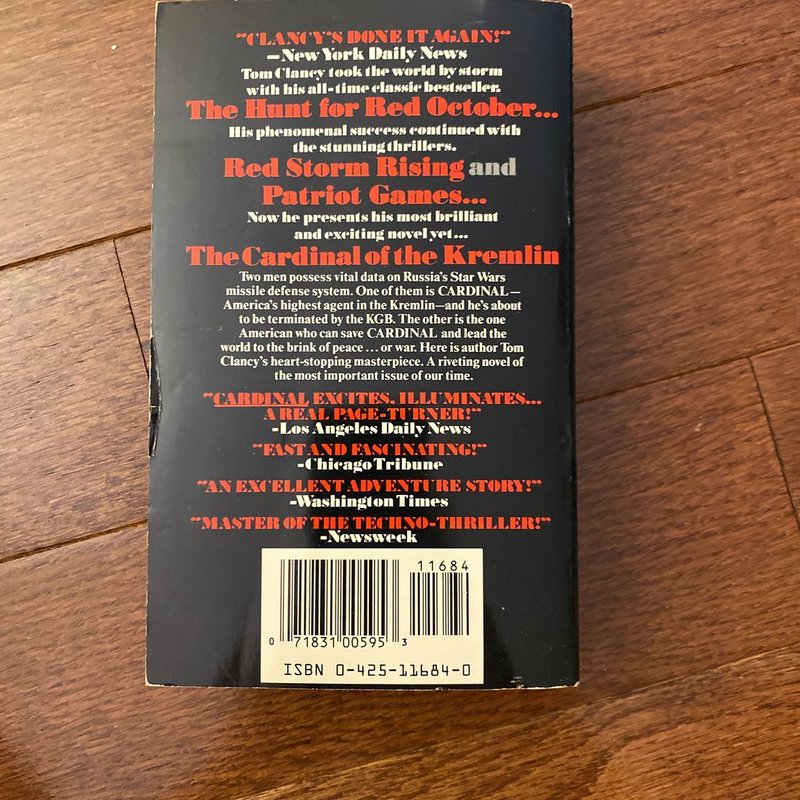 "CLANCY'S DONE IT AGAIN!"
—New York Daily News
Tom Clancy took the world by storm
with his all-time classic bestseller.
The Hunt for Red October...
His phenomenal success continued with
the stunning thrillers.
Red Storm Rising and
Patriot Games...
Now he presents his most brilliant
and exciting novel yet...
The Cardinal of the Kremlin
Two men possess vital data on Russia's Star Wars
missile defense system. One of them is CARDINAL—
America's highest agent in the Kremlin—and he's about
to be terminated by the KGB. The other is the one
American who can save CARDINAL and lead the
world to the brink of peace ... or war. Here is author Tom
Clancy's heart-stopping masterpiece. A riveting novel of
the most important issue of our time.
"CARDINAL EXCITES, ILLUMINATES...
A REAL PAGE-TURNER!"
-Los Angeles Daily News
"FAST AND FASCINATING!"
-Chicago Tribune
"AN EXCELLENT ADVENTURE STORY!"
-Washington Times
"MASTER OF THE TECHNO-THRILLER!"
-Newsweek
11684
0 71831 00595 3
ISBN 0-425-11684-0